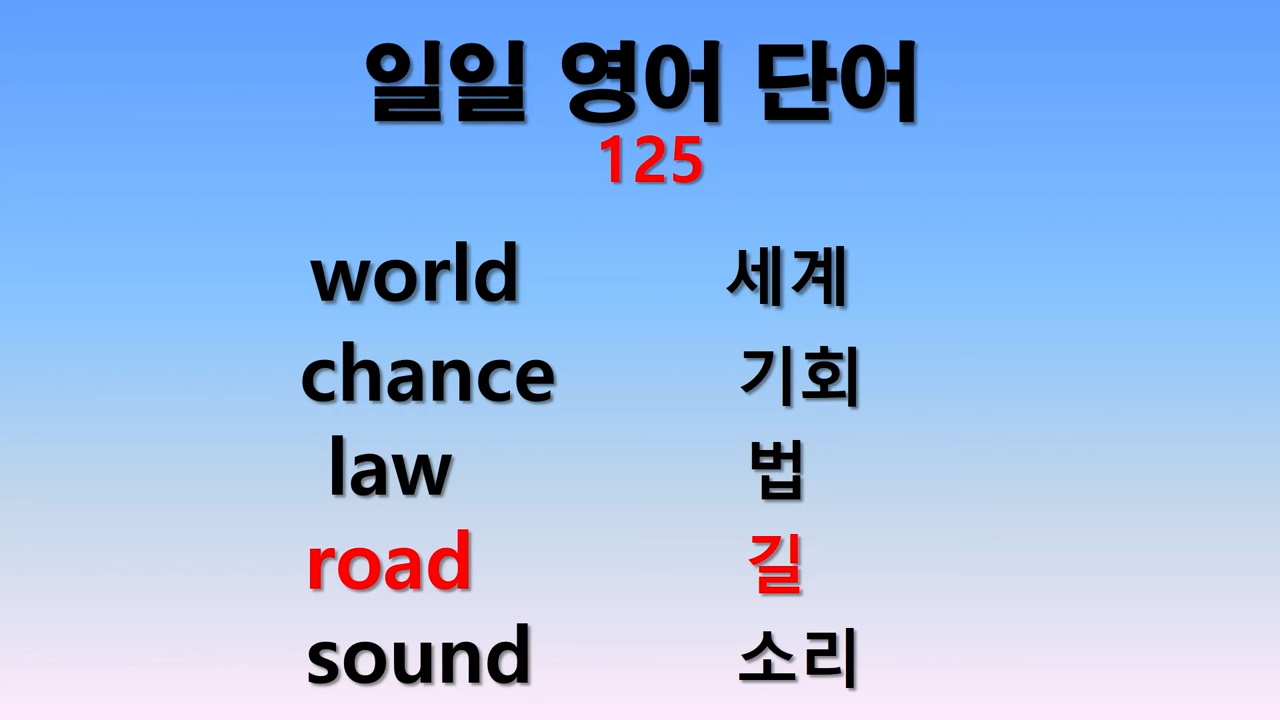 일일 영어 단어
125
world 세계
chance 기회
law 법
road 길
sound 소리